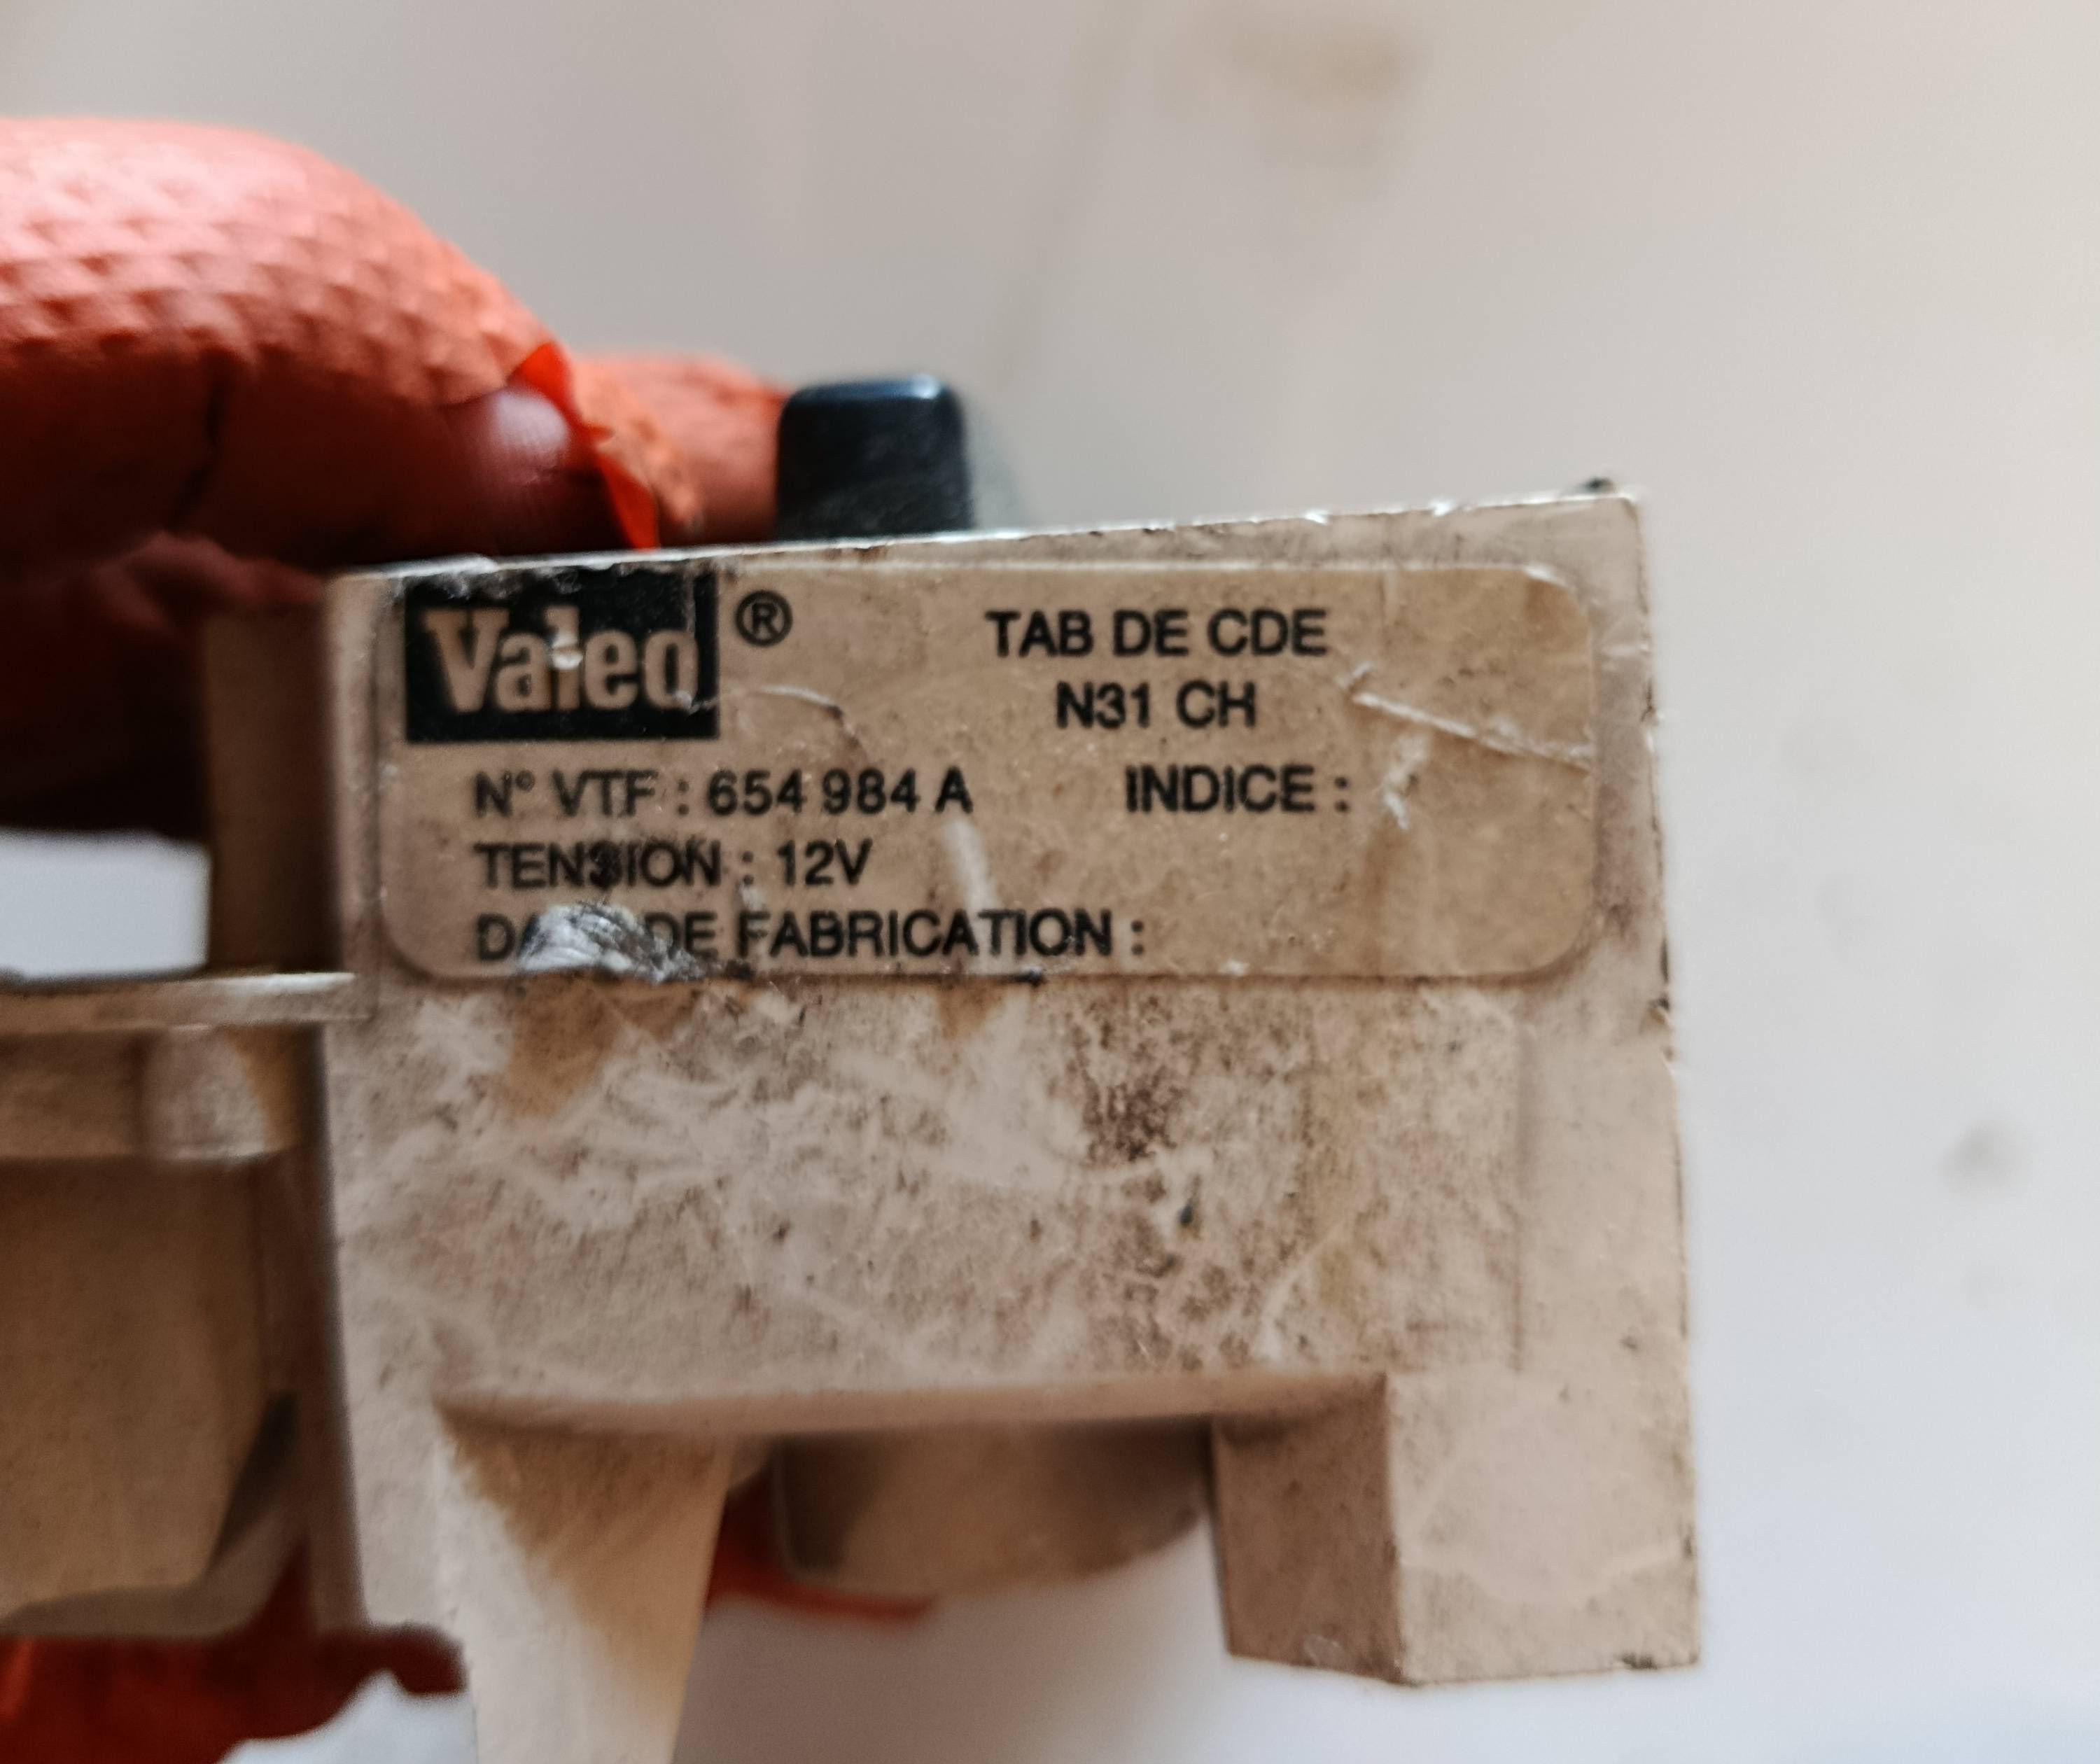 Valeo ® TAB DE CDE
N31 CH
N° VTF : 654 984 A INDICE :
TENSION : 12V
DE FABRICATION :